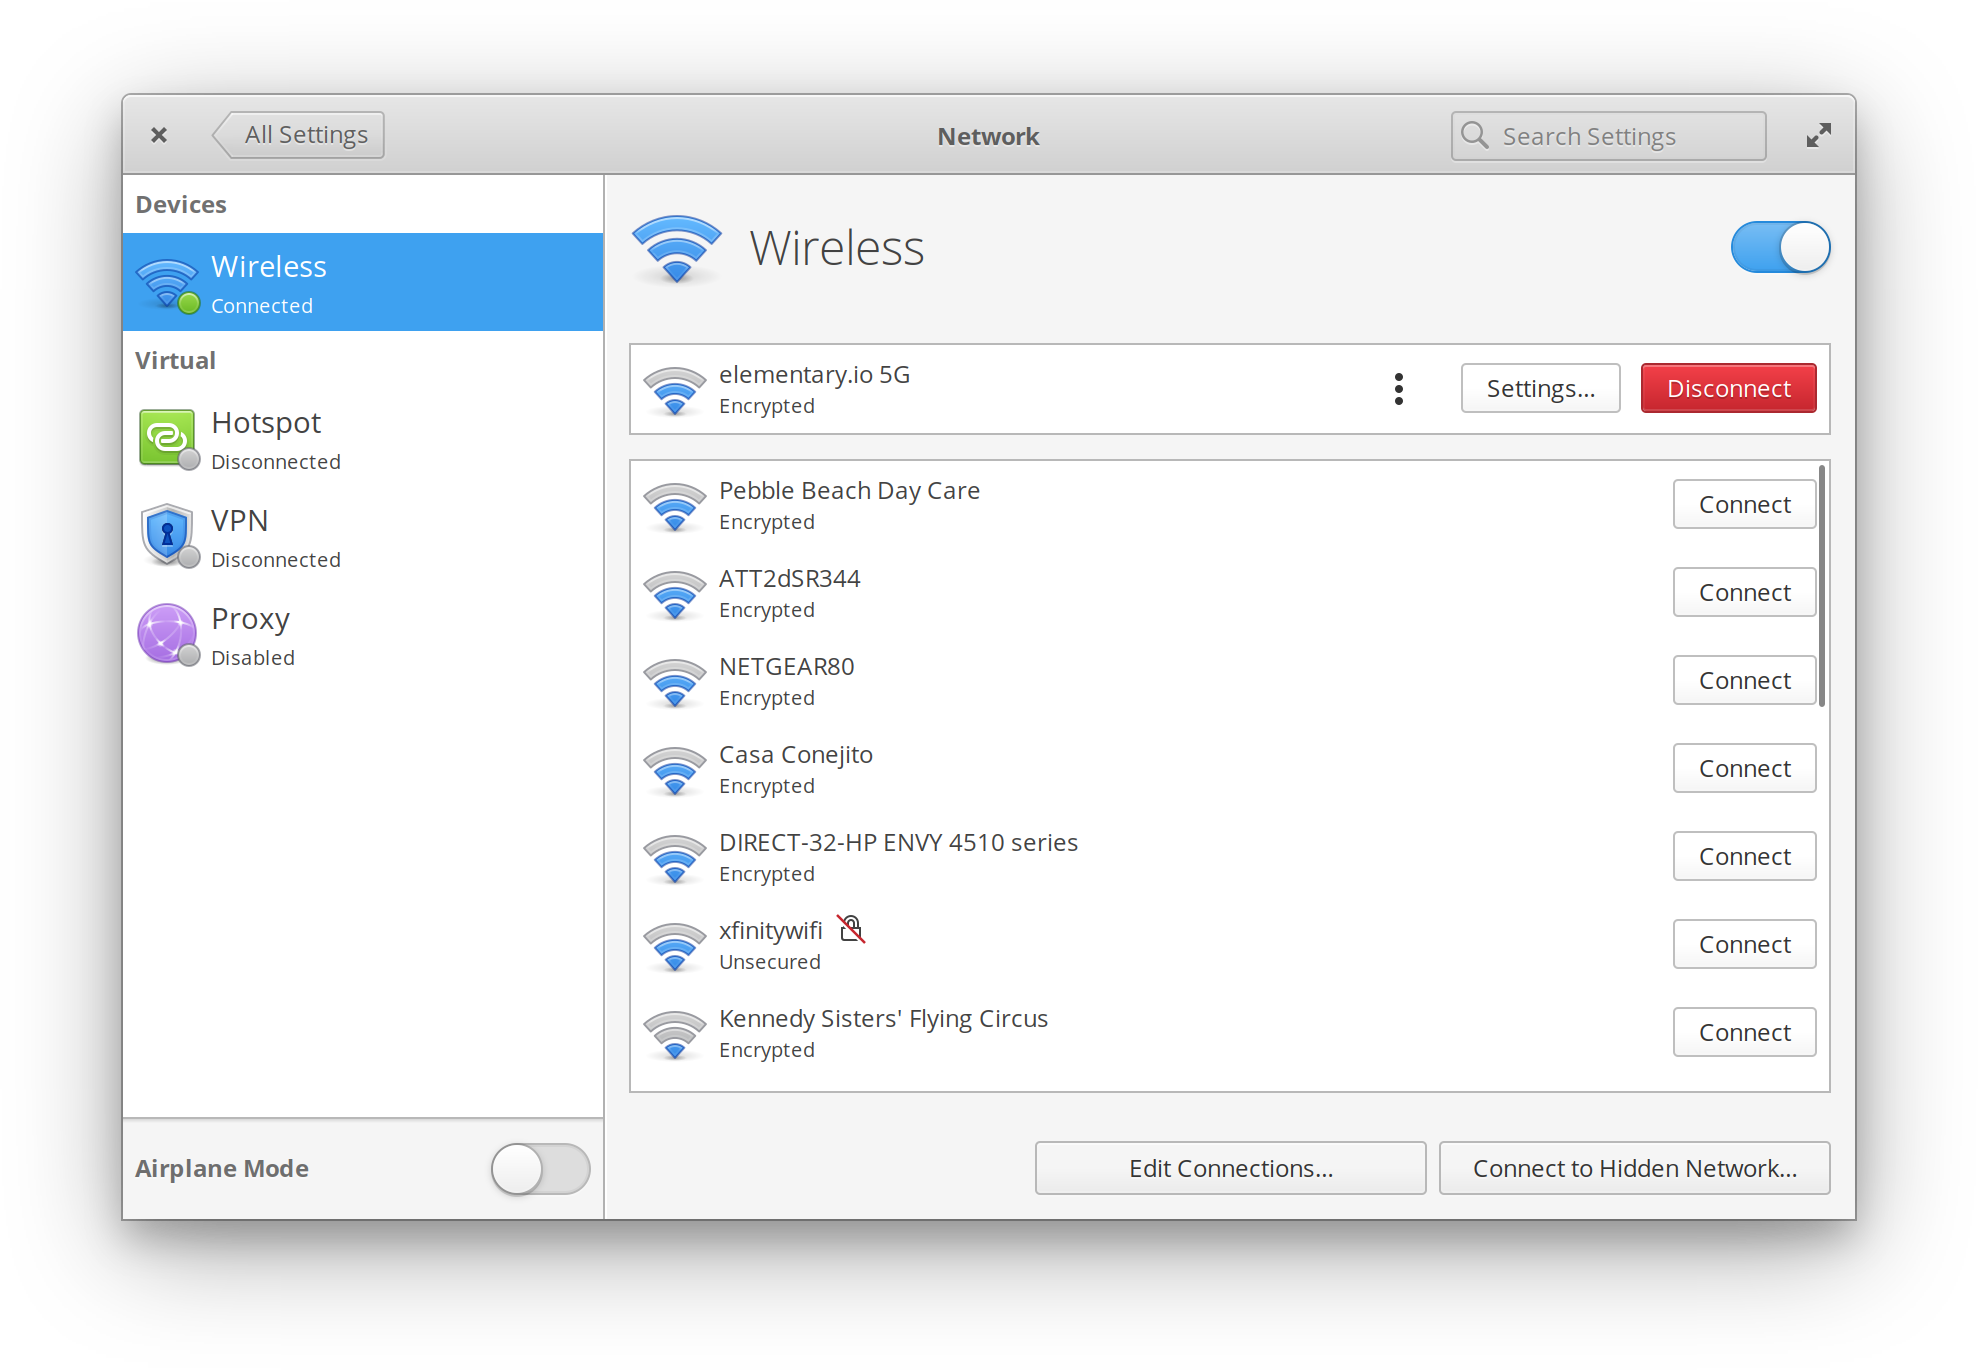 All Settings
Network
Search Settings
Devices
Wireless
Connected
Virtual
Hotspot
Disconnected
VPN
Disconnected
Proxy
Disabled
Airplane Mode
Wireless
elementary.io 5G
Encrypted
Settings...
Disconnect
Pebble Beach Day Care
Encrypted
Connect
ATT2dSR344
Encrypted
Connect
NETGEAR80
Encrypted
Connect
Casa Conejito
Encrypted
Connect
DIRECT-32-HP ENVY 4510 series
Encrypted
Connect
xfinitywifi
Unsecured
Connect
Kennedy Sisters' Flying Circus
Encrypted
Connect
Edit Connections...
Connect to Hidden Network...